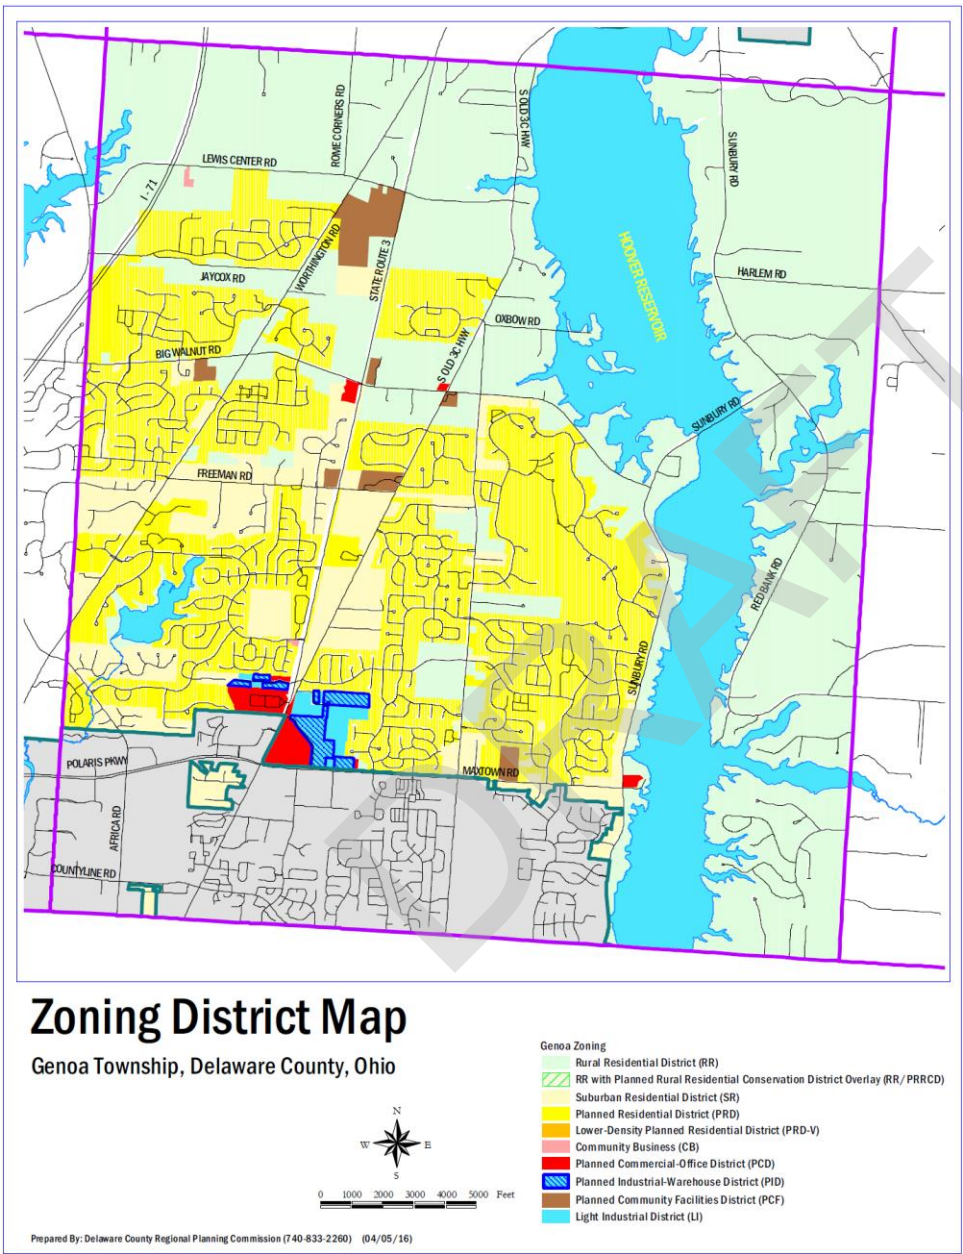 S OLD 3C HWY
ROME CORNERS RD
SUNBURY RD
LEWIS CENTER RD
I - 71
WORTHINGTON RD
STATE ROUTE 3
HOOVER RESERVOIR
JAYCOX RD
HARLEM RD
OXBOW RD
BIG WALNUT RD
S OLD 3C HWY
SUNBURY RD
FREEMAN RD
RED BANK RD
SUNBURY RD
DRAFT
POLARIS PKWY
MAXTOWN RD
AFRICA RD
COUNTYLINE RD
Zoning District Map
Genoa Township, Delaware County, Ohio
N
W E
S
0 1000 2000 3000 4000 5000 Feet
Genoa Zoning
Rural Residential District (RR)
RR with Planned Rural Residential Conservation District Overlay (RR/PRRCD)
Suburban Residential District (SR)
Planned Residential District (PRD)
Lower-Density Planned Residential District (PRD-V)
Community Business (CB)
Planned Commercial-Office District (PCD)
Planned Industrial-Warehouse District (PID)
Planned Community Facilities District (PCF)
Light Industrial District (LI)
Prepared By: Delaware County Regional Planning Commission (740-833-2260) (04/05/16)